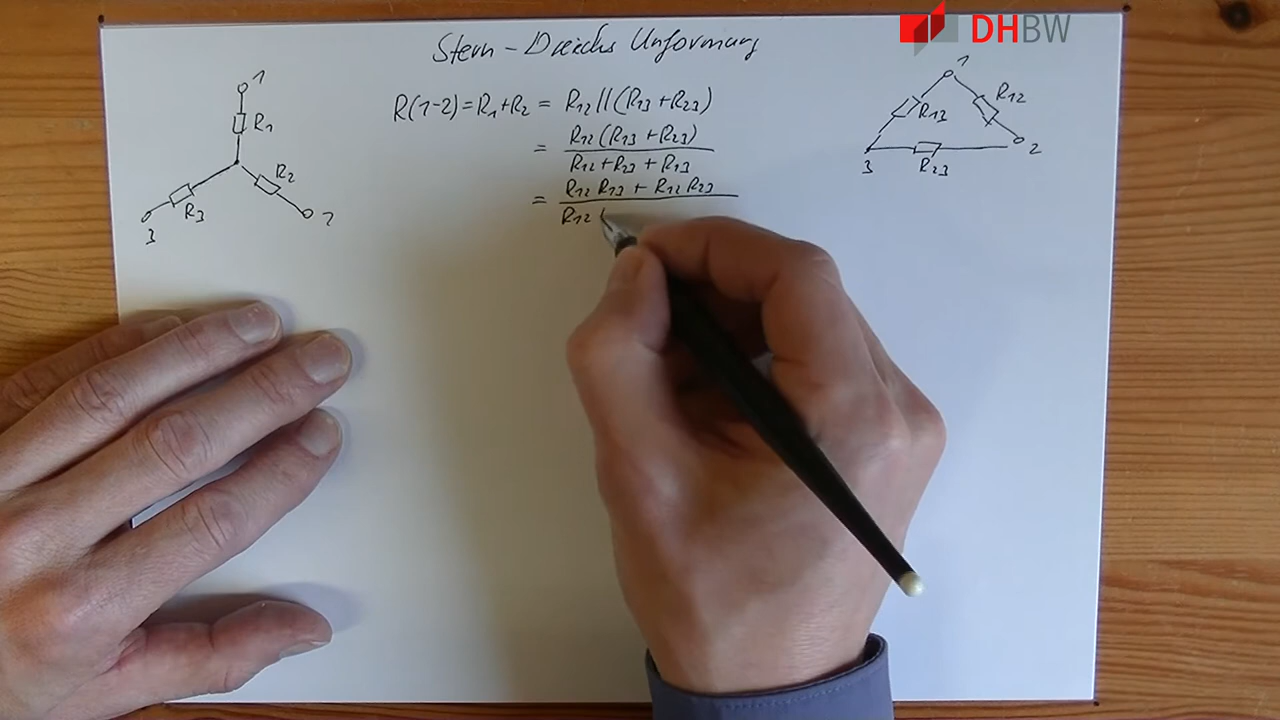 DHBW
Stern-Dreiecks Umformung
R(1-2) = R1+R2 = R12//(R13+R23)
= R12(R13+R23) / R12+R23+R13
= R12 R13 + R12 R23 / R12
1
R1
R2
R3
3
2
1
R13
R12
3
R23
2